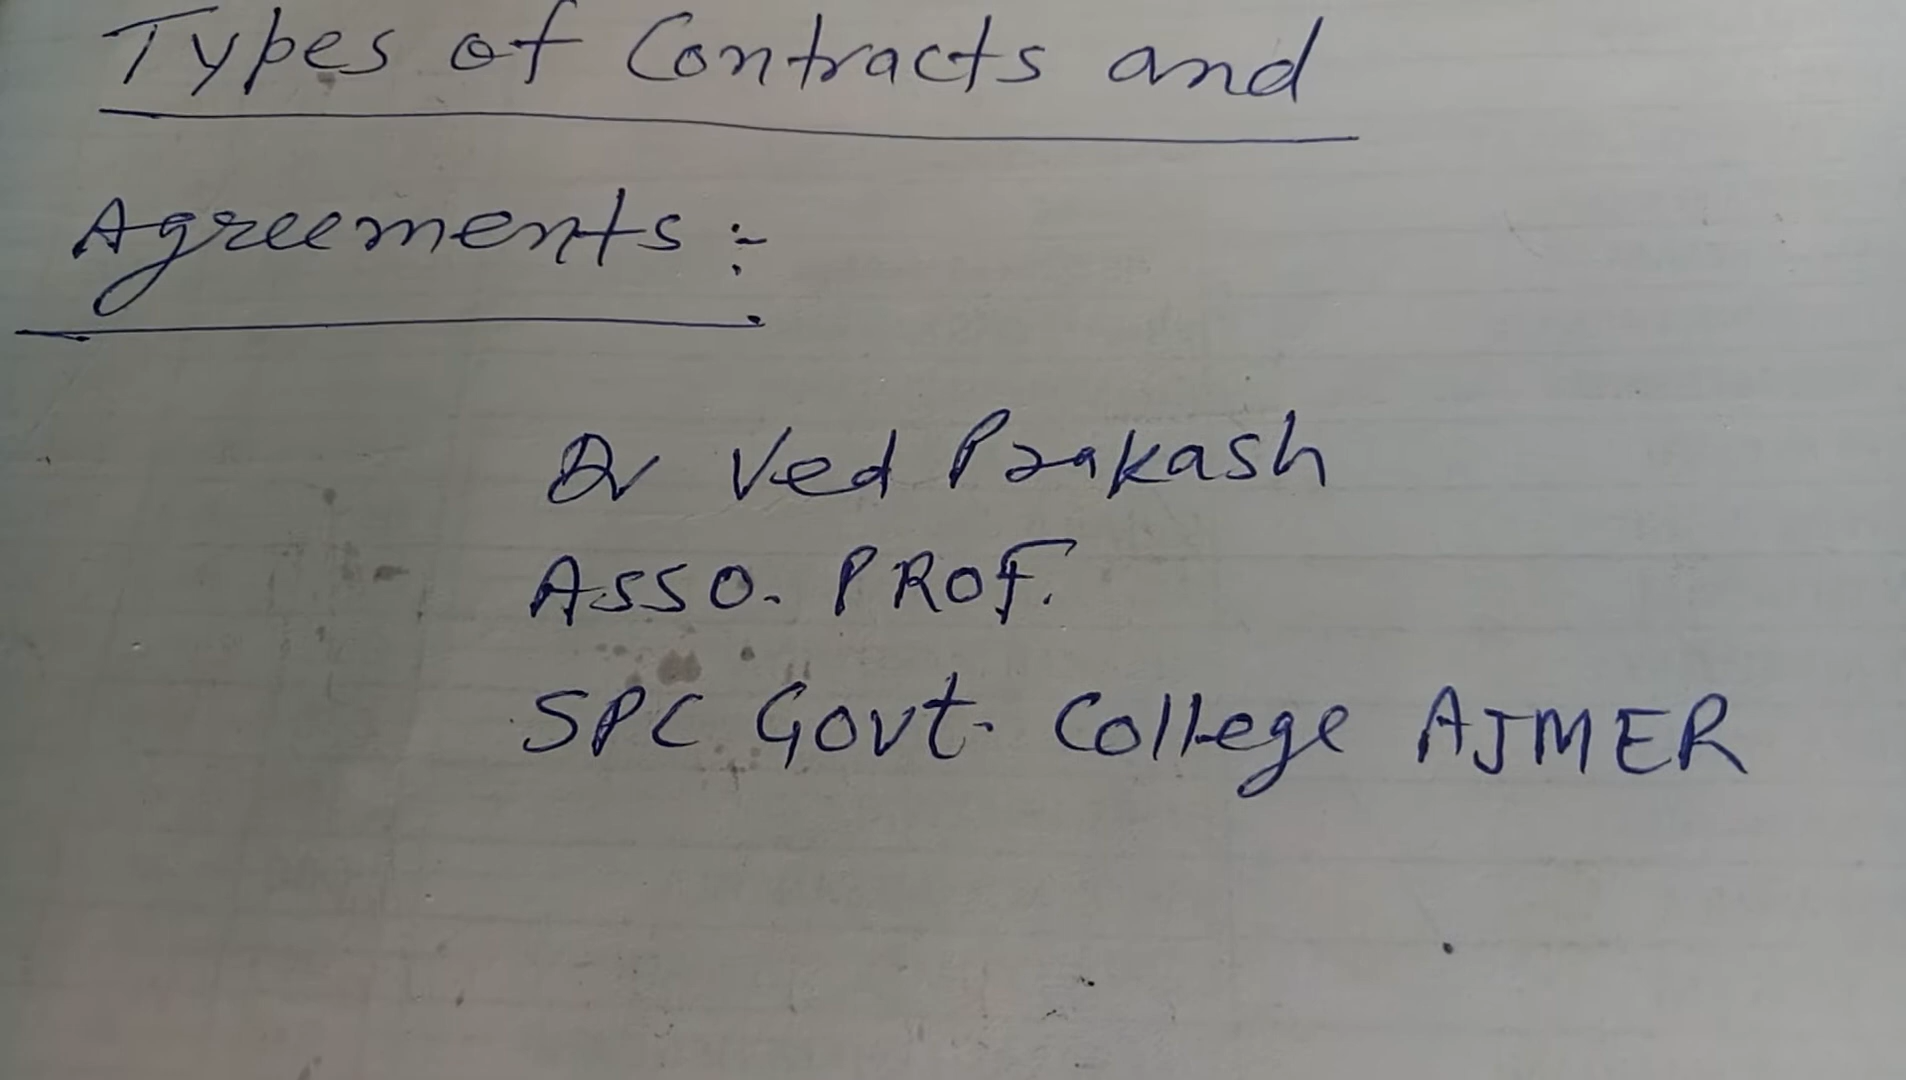 Types of Contracts and
Agreements :-
Dr Ved Prakash
ASSO. PROF.
SPC Govt. College AJMER